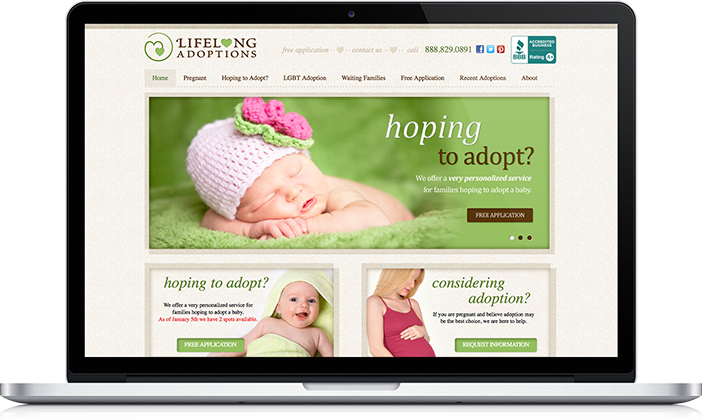 LIFELONG
ADOPTIONS
free application
contact us
call
888.829.0891
BBB
ACCREDITED
BUSINESS
Rating A+
Home
Pregnant
Hoping to Adopt?
LGBT Adoption
Waiting Families
Free Application
Recent Adoptions
About
hoping
to adopt?
We offer a very personalized service
for families hoping to adopt a baby.
FREE APPLICATION
hoping to adopt?
We offer a very personalized service for
families hoping to adopt a baby.
As of January 5th we have 2 spots available.
FREE APPLICATION
considering
adoption?
If you are pregnant and believe adoption may
be the best choice, we are here to help.
REQUEST INFORMATION